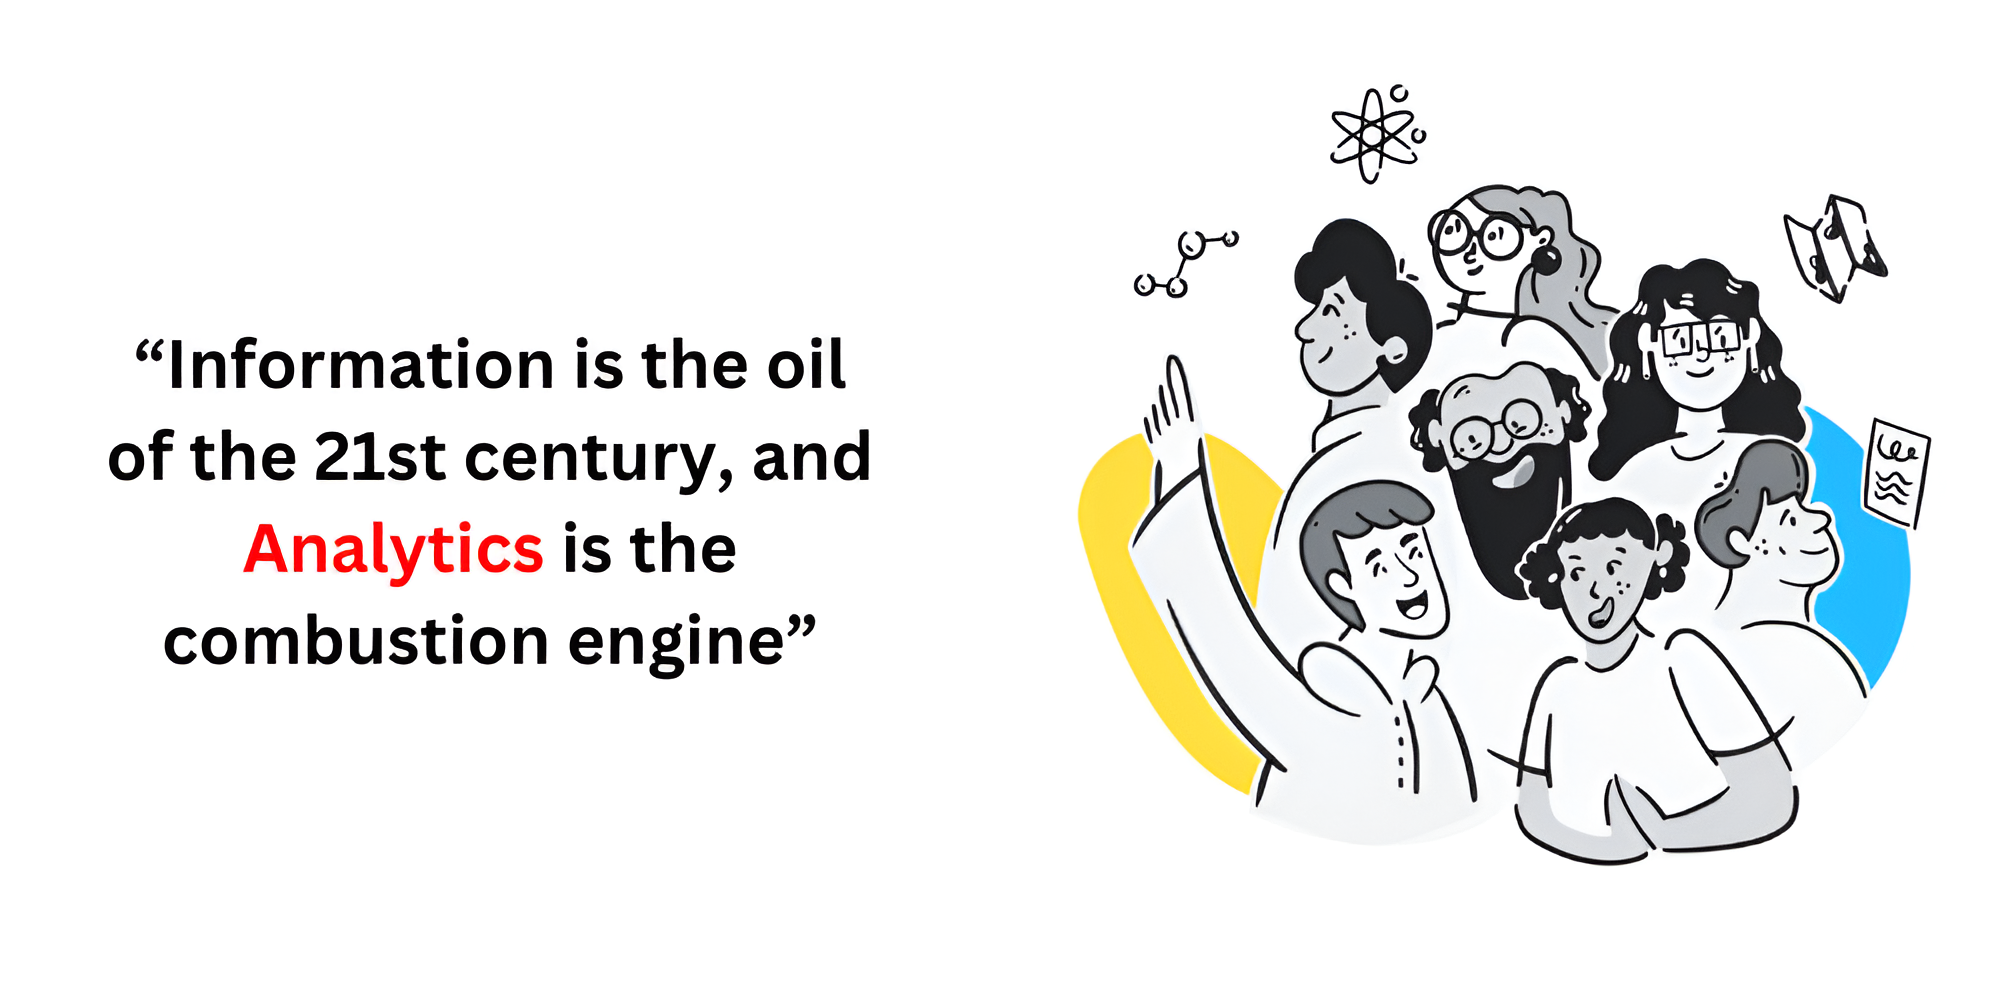 “Information is the oil
of the 21st century, and
Analytics is the
combustion engine”